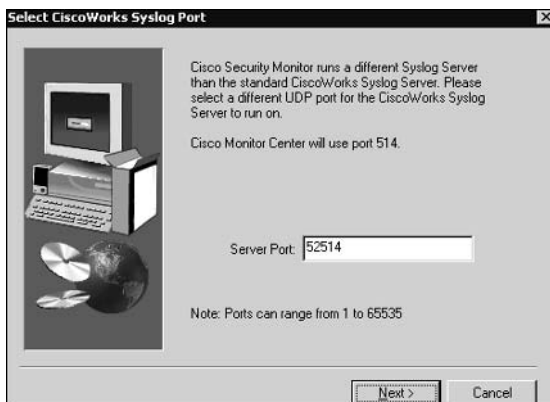 Select CiscoWorks Syslog Port
Cisco Security Monitor runs a different Syslog Server
than the standard CiscoWorks Syslog Server. Please
select a different UDP port for the CiscoWorks Syslog
Server to run on.
Cisco Monitor Center will use port 514.
Server Port: 52514
Note: Ports can range from 1 to 65535
Next >
Cancel